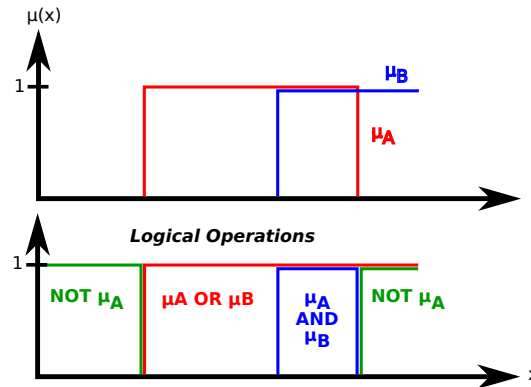 μ(x)
1
μB
μA
Logical Operations
1
NOT μA
μA OR μB
μA
AND
μB
NOT μA
x